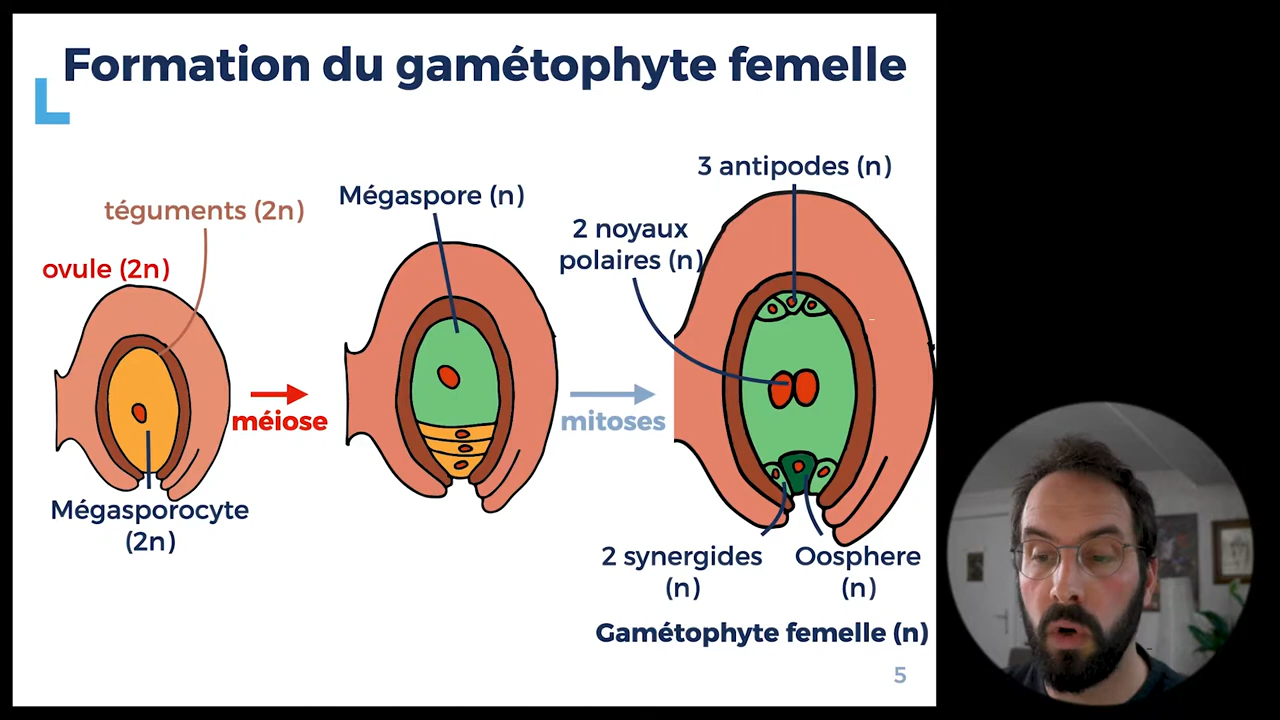 Formation du gamétophyte femelle
3 antipodes (n)
Mégaspore (n)
téguments (2n)
2 noyaux
polaires (n)
ovule (2n)
méiose
mitoses
Mégasporocyte
(2n)
2 synergides
(n)
Oosphere
(n)
Gamétophyte femelle (n)
5